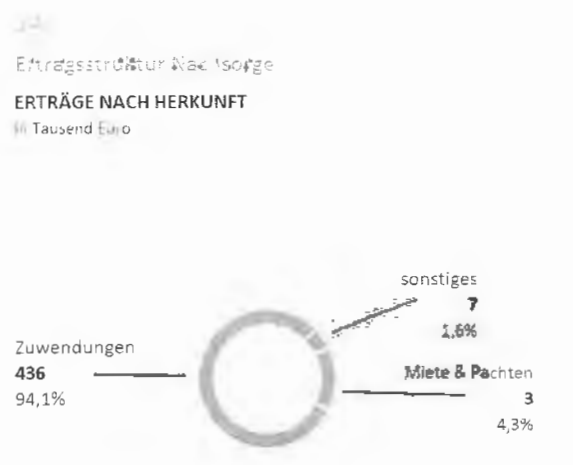 Ertragsstruktur Nachsorge
ERTRÄGE NACH HERKUNFT
in Tausend Euro
sonstiges
7
1,6%
Zuwendungen
436
94,1%
Miete & Pachten
3
4,3%